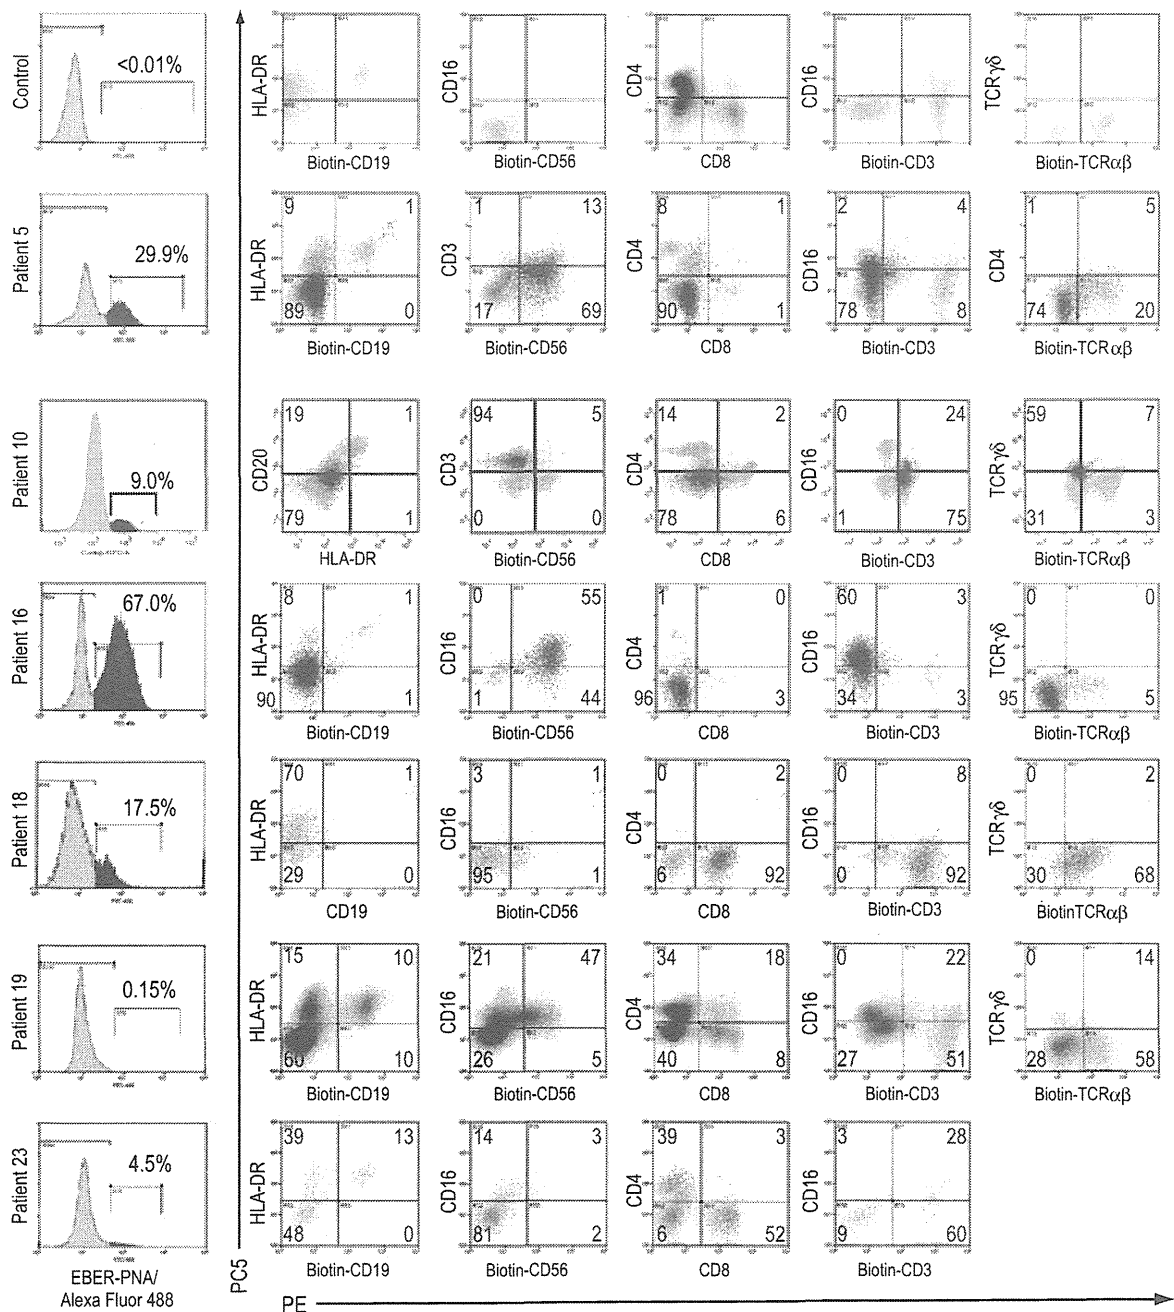 Control
<0.01%
HLA-DR
Biotin-CD19
CD16
Biotin-CD56
CD4
CD8
CD16
Biotin-CD3
TCRγδ
Biotin-TCRαβ
Patient 5
29.9%
HLA-DR
9 1
89 0
Biotin-CD19
CD3
1 13
17 69
Biotin-CD56
CD4
8 1
90 1
CD8
CD16
2 4
78 8
Biotin-CD3
CD4
1 5
74 20
Biotin-TCRαβ
Patient 10
9.0%
CD20
19 1
79 1
HLA-DR
CD3
94 5
0 0
Biotin-CD56
CD4
14 2
78 6
CD8
CD16
0 24
1 75
Biotin-CD3
TCRγδ
59 7
31 3
Biotin-TCRαβ
Patient 16
67.0%
HLA-DR
8 1
90 1
Biotin-CD19
CD16
0 55
1 44
Biotin-CD56
CD4
1 0
96 3
CD8
CD16
60 3
34 3
Biotin-CD3
TCRγδ
0 0
95 5
Biotin-TCRαβ
Patient 18
17.5%
HLA-DR
70 1
29 0
CD19
CD16
3 1
95 1
Biotin-CD56
CD4
0 2
6 92
CD8
CD16
0 8
0 92
Biotin-CD3
TCRγδ
0 2
30 68
BiotinTCRαβ
Patient 19
0.15%
HLA-DR
15 10
60 10
Biotin-CD19
CD16
21 47
26 5
Biotin-CD56
CD4
34 18
40 8
CD8
CD16
0 22
27 51
Biotin-CD3
TCRγδ
0 14
28 58
Biotin-TCRαβ
Patient 23
4.5%
HLA-DR
39 13
48 0
Biotin-CD19
CD16
14 3
81 2
Biotin-CD56
CD4
39 3
6 52
CD8
CD16
3 28
9 60
Biotin-CD3
EBER-PNA/
Alexa Fluor 488
PC5
PE